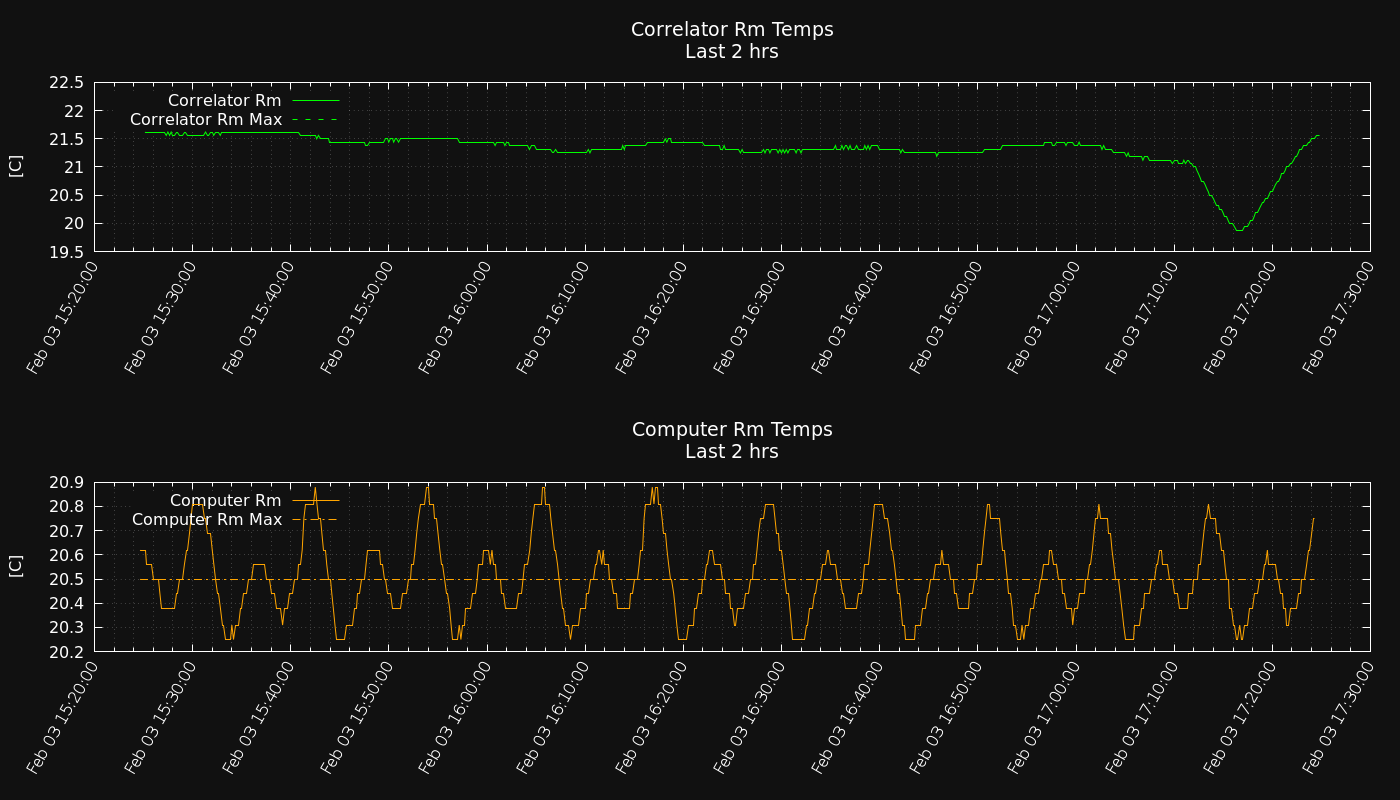 Correlator Rm Temps
Last 2 hrs
22.5
22
21.5
21
20.5
20
19.5
[C]
Correlator Rm
Correlator Rm Max
Feb 03 15:20:00
Feb 03 15:30:00
Feb 03 15:40:00
Feb 03 15:50:00
Feb 03 16:00:00
Feb 03 16:10:00
Feb 03 16:20:00
Feb 03 16:30:00
Feb 03 16:40:00
Feb 03 16:50:00
Feb 03 17:00:00
Feb 03 17:10:00
Feb 03 17:20:00
Feb 03 17:30:00
Computer Rm Temps
Last 2 hrs
20.9
20.8
20.7
20.6
20.5
20.4
20.3
20.2
[C]
Computer Rm
Computer Rm Max
Feb 03 15:20:00
Feb 03 15:30:00
Feb 03 15:40:00
Feb 03 15:50:00
Feb 03 16:00:00
Feb 03 16:10:00
Feb 03 16:20:00
Feb 03 16:30:00
Feb 03 16:40:00
Feb 03 16:50:00
Feb 03 17:00:00
Feb 03 17:10:00
Feb 03 17:20:00
Feb 03 17:30:00